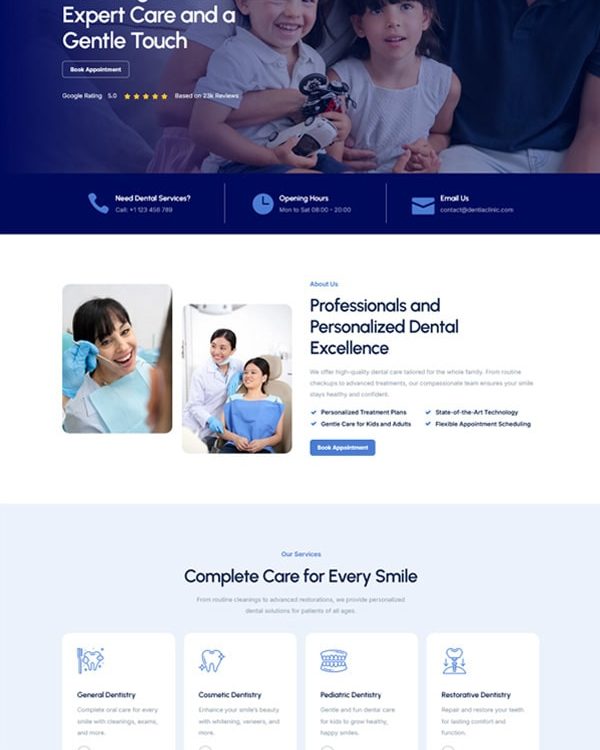 Expert Care and a
Gentle Touch
Book Appointment
Google Rating 5.0 Based on 23k Reviews
Need Dental Services?
Call: +1 123 456 789
Opening Hours
Mon to Sat 08:00 - 20:00
Email Us
contact@dentiaclinic.com
About Us
Professionals and
Personalized Dental
Excellence
We offer high-quality dental care tailored for the whole family. From routine
checkups to advanced treatments, our compassionate team ensures your smile
stays healthy and confident.
Personalized Treatment Plans
State-of-the-Art Technology
Gentle Care for Kids and Adults
Flexible Appointment Scheduling
Book Appointment
Our Services
Complete Care for Every Smile
From routine cleanings to advanced restorations, we provide personalized
dental solutions for patients of all ages.
General Dentistry
Complete oral care for every
smile with cleanings, exams,
and more.
Cosmetic Dentistry
Enhance your smile's beauty
with whitening, veneers, and
more.
Pediatric Dentistry
Gentle and fun dental care
for kids to grow healthy,
happy smiles.
Restorative Dentistry
Repair and restore your teeth
for lasting comfort and
function.